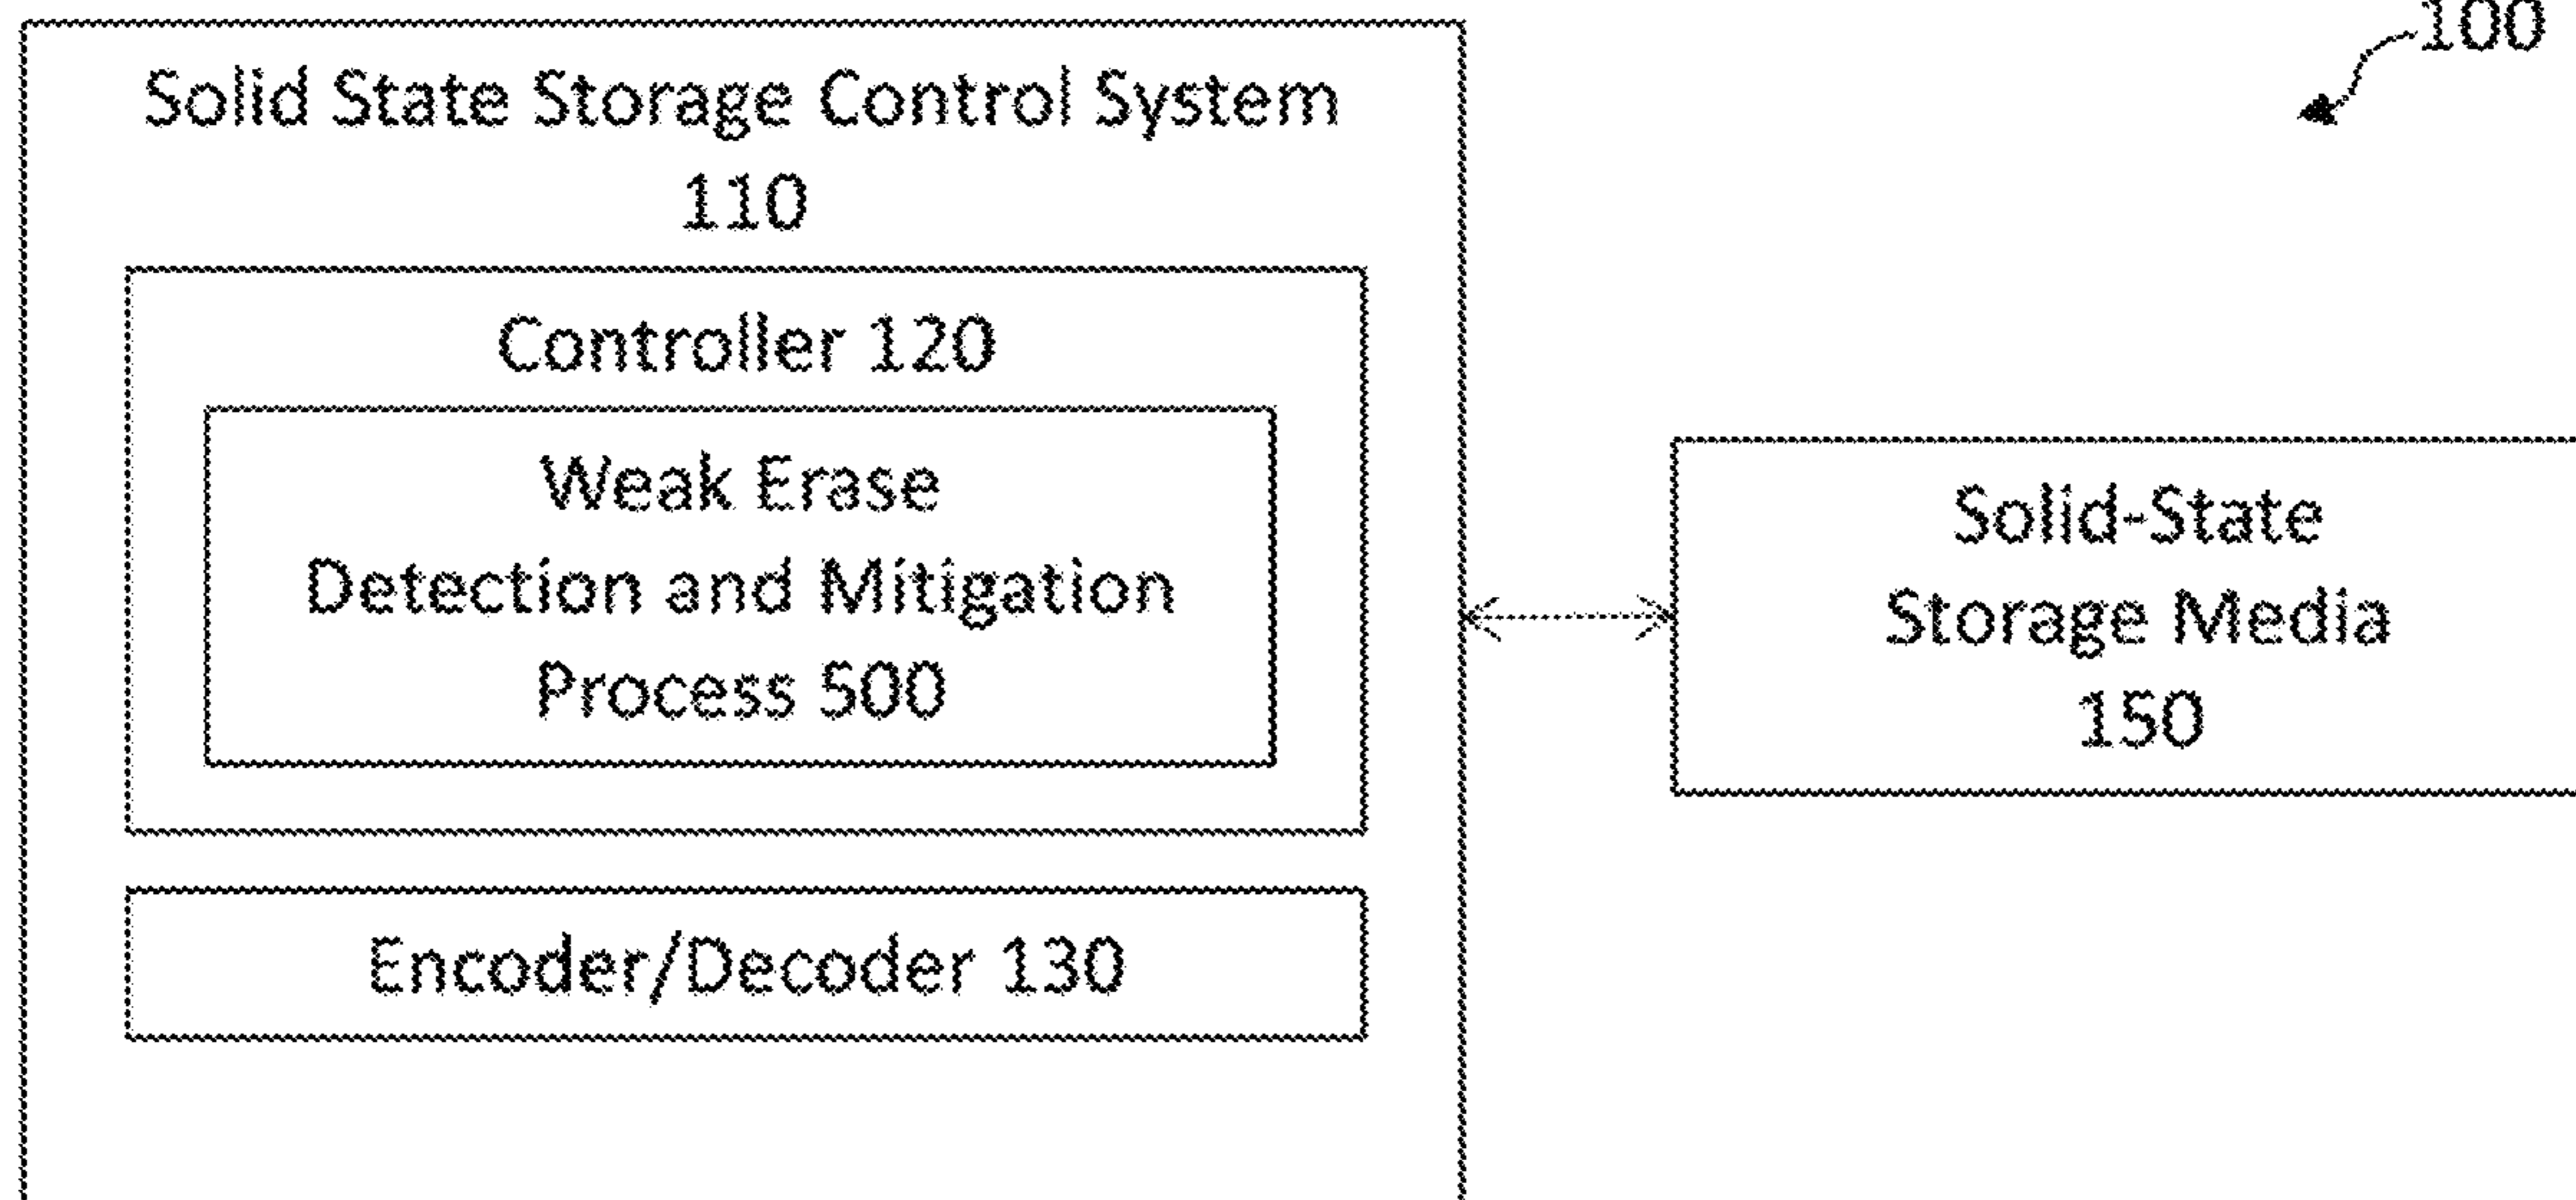 100
Solid State Storage Control System
110
Controller 120
Weak Erase
Detection and Mitigation
Process 500
Solid-State
Storage Media
150
Encoder/Decoder 130